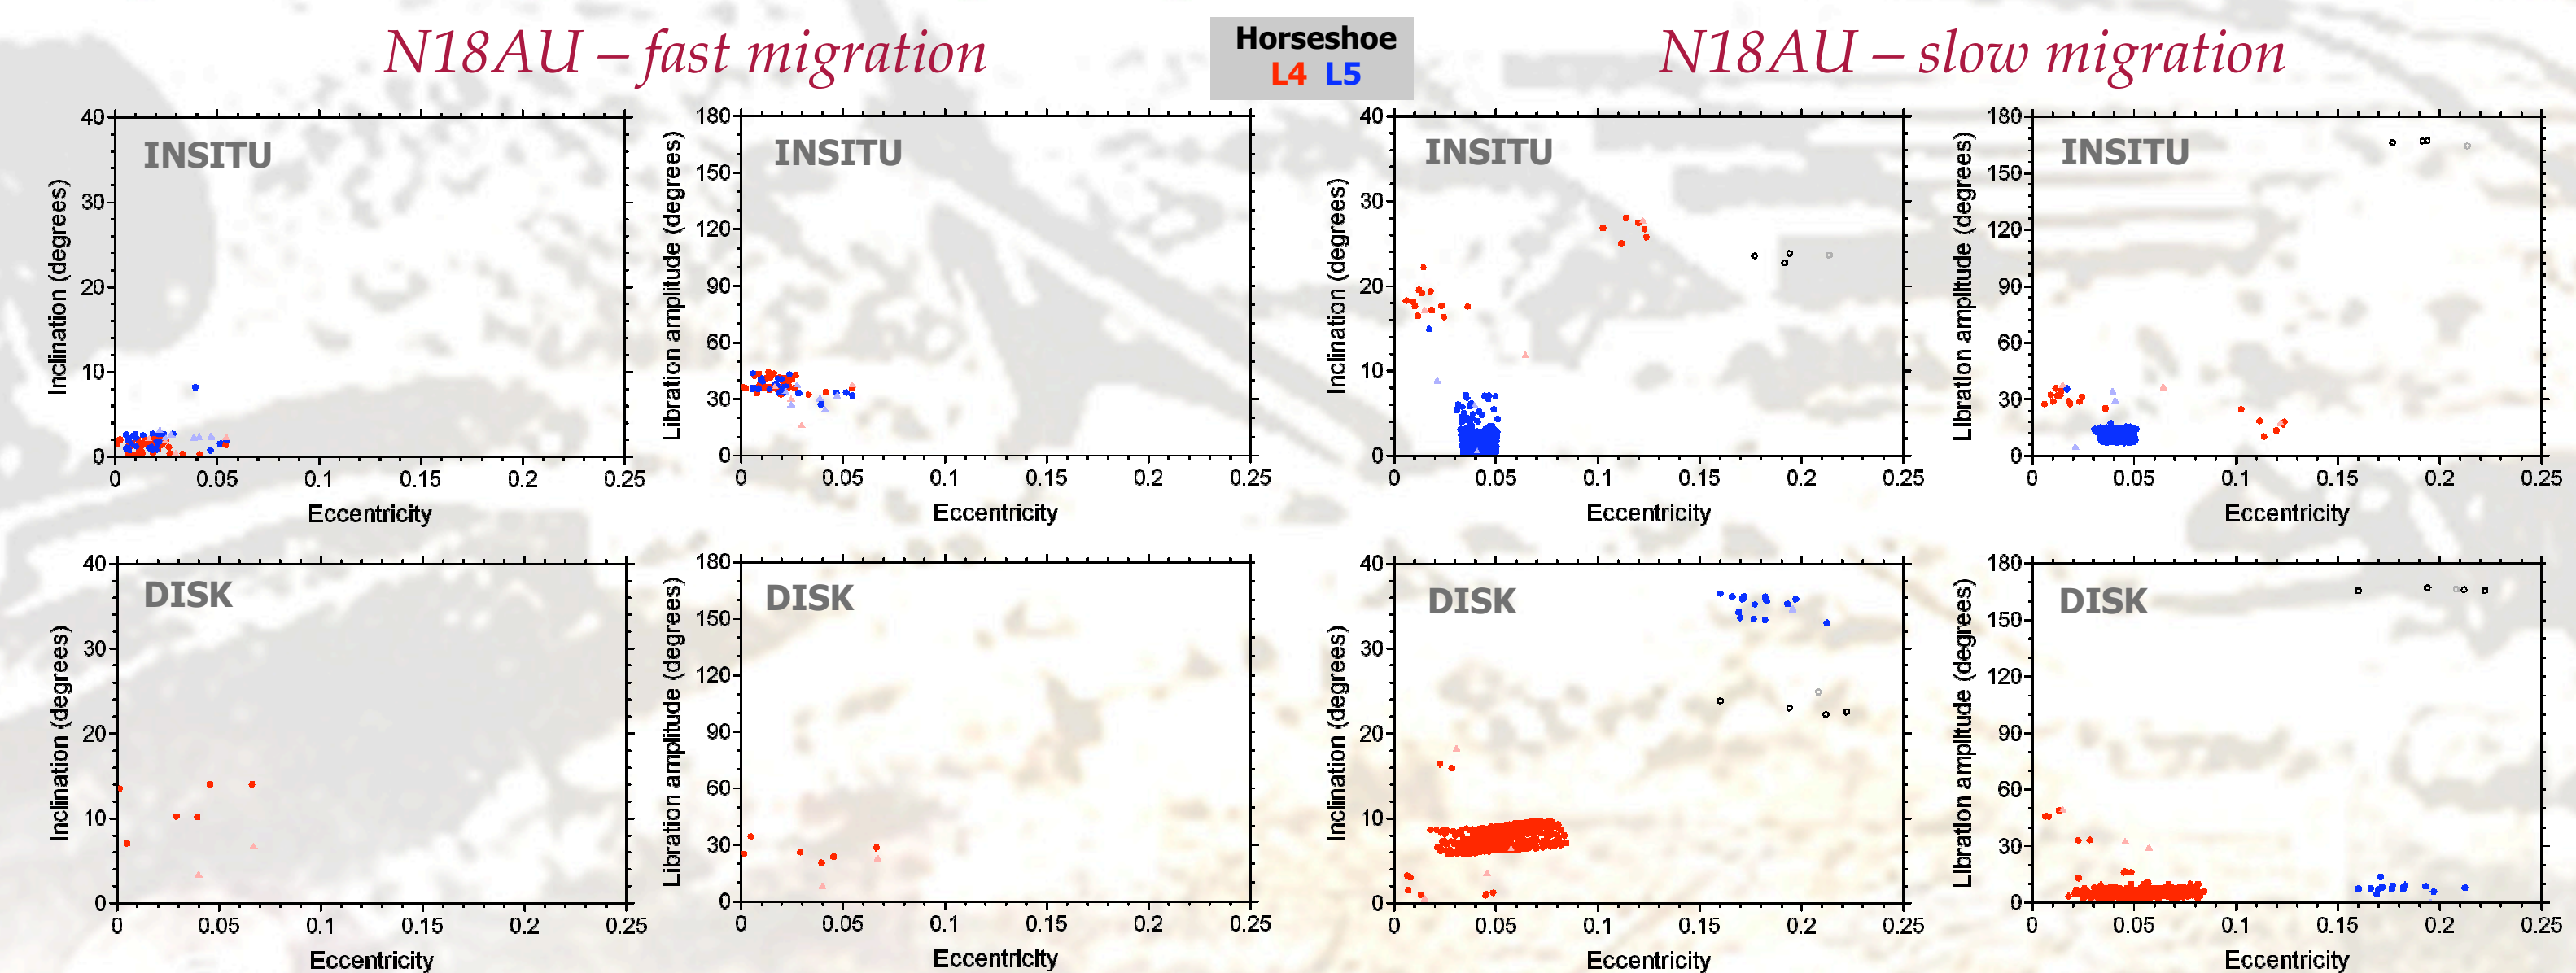 N18AU – fast migration
Horseshoe
L4 L5
N18AU – slow migration
INSITU
Inclination (degrees)
40
30
20
10
0
0 0.05 0.1 0.15 0.2 0.25
Eccentricity
INSITU
Libration amplitude (degrees)
180
150
120
90
60
30
0
0 0.05 0.1 0.15 0.2 0.25
Eccentricity
INSITU
Inclination (degrees)
40
30
20
10
0
0 0.05 0.1 0.15 0.2 0.25
Eccentricity
INSITU
Libration amplitude (degrees)
180
150
120
90
60
30
0
0 0.05 0.1 0.15 0.2 0.25
Eccentricity
DISK
Inclination (degrees)
40
30
20
10
0
0 0.05 0.1 0.15 0.2 0.25
Eccentricity
DISK
Libration amplitude (degrees)
180
150
120
90
60
30
0
0 0.05 0.1 0.15 0.2 0.25
Eccentricity
DISK
Inclination (degrees)
40
30
20
10
0
0 0.05 0.1 0.15 0.2 0.25
Eccentricity
DISK
Libration amplitude (degrees)
180
150
120
90
60
30
0
0 0.05 0.1 0.15 0.2 0.25
Eccentricity